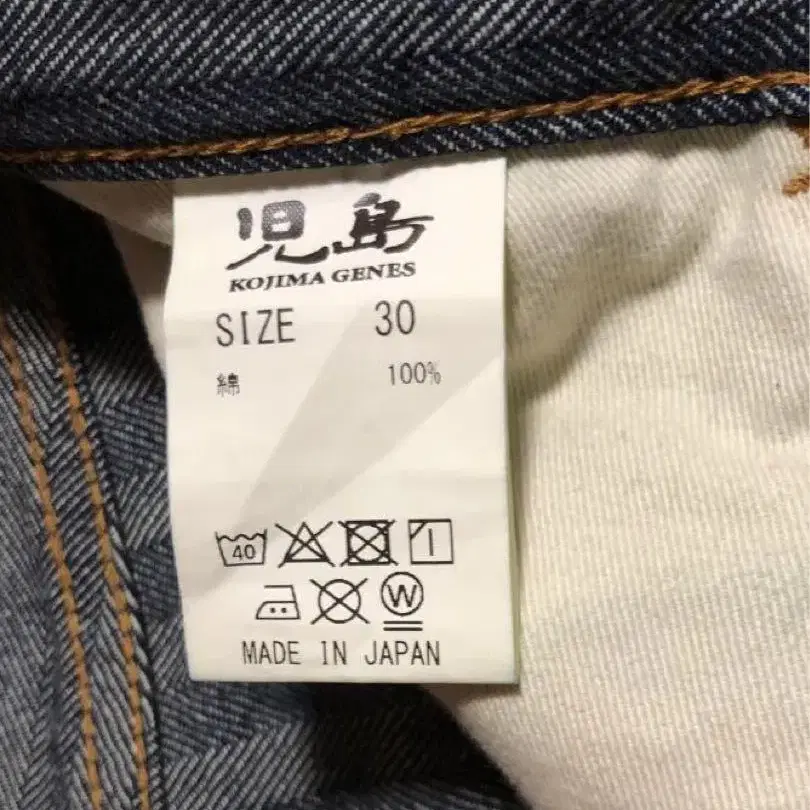 児島
KOJIMA GENES
SIZE 30
綿 100%
40
W
MADE IN JAPAN